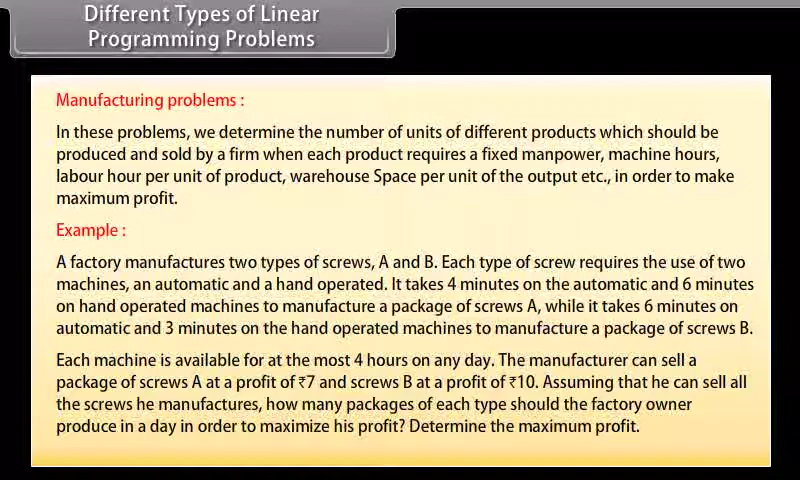 Different Types of Linear
Programming Problems
Manufacturing problems :
In these problems, we determine the number of units of different products which should be
produced and sold by a firm when each product requires a fixed manpower, machine hours,
labour hour per unit of product, warehouse Space per unit of the output etc., in order to make
maximum profit.
Example :
A factory manufactures two types of screws, A and B. Each type of screw requires the use of two
machines, an automatic and a hand operated. It takes 4 minutes on the automatic and 6 minutes
on hand operated machines to manufacture a package of screws A, while it takes 6 minutes on
automatic and 3 minutes on the hand operated machines to manufacture a package of screws B.
Each machine is available for at the most 4 hours on any day. The manufacturer can sell a
package of screws A at a profit of ₹7 and screws B at a profit of ₹10. Assuming that he can sell all
the screws he manufactures, how many packages of each type should the factory owner
produce in a day in order to maximize his profit? Determine the maximum profit.